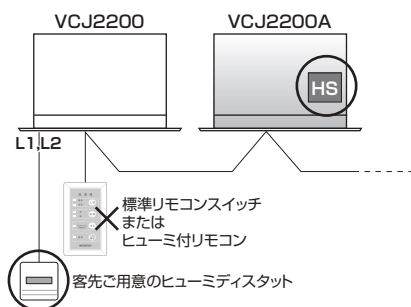 VCJ2200
VCJ2200A
HS
L1,L2
標準リモコンスイッチ
または
ヒューミ付リモコン
客先ご用意のヒューミディスタット